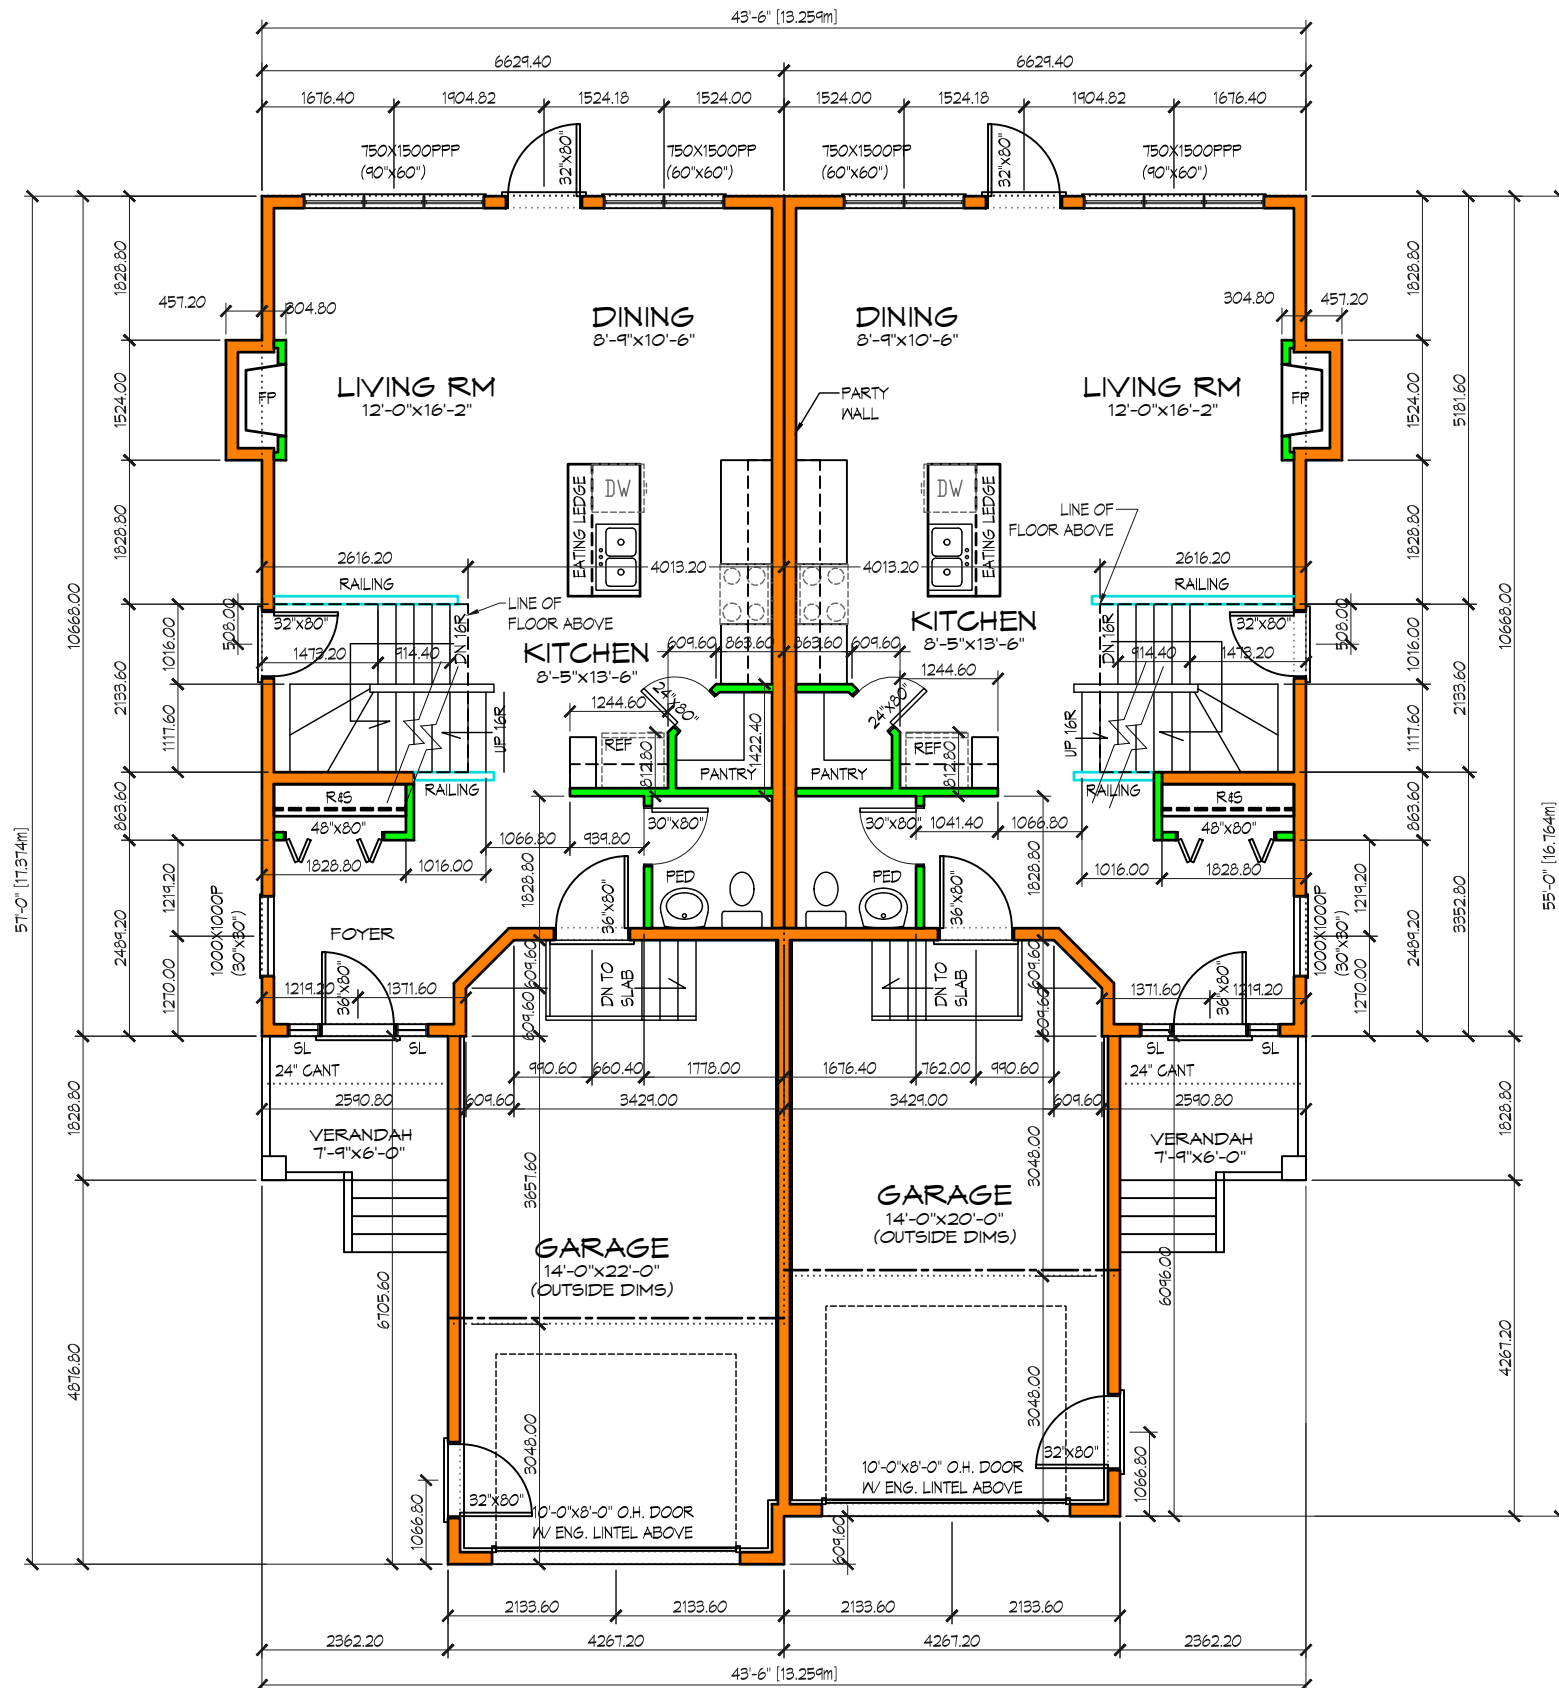 43'-6" [13.259m]
6629.40
6629.40
1676.40
1904.82
1524.18
1524.00
1524.00
1524.18
1904.82
1676.40
750X1500PPP
(90"x60")
32"x80"
750X1500PP
(60"x60")
750X1500PP
(60"x60")
32"x80"
750X1500PPP
(90"x60")
1828.80
1828.80
457.20
304.80
304.80
457.20
DINING
8'-9"x10'-6"
DINING
8'-9"x10'-6"
LIVING RM
12'-0"x16'-2"
LIVING RM
12'-0"x16'-2"
FP
FP
1524.00
1524.00
5181.60
PARTY
WALL
EATING LEDGE
DW
DW
EATING LEDGE
LINE OF
FLOOR ABOVE
1828.80
1828.80
2616.20
4013.20
4013.20
2616.20
RAILING
RAILING
10668.00
10668.00
LINE OF
FLOOR ABOVE
508.00
1016.00
32"x80"
DN 16R
DN 16R
32"x80"
508.00
1016.00
KITCHEN
8'-5"x13'-6"
KITCHEN
8'-5"x13'-6"
609.60
863.60
863.60
609.60
1473.20
914.40
914.40
1473.20
2133.60
2133.60
2133.60
1244.60
1244.60
24"x80"
24"x80"
1117.60
1117.60
UP 16R
UP 16R
REF
REF
812.80
1422.40
812.80
PANTRY
PANTRY
RAILING
RAILING
R&S
R&S
863.60
863.60
48"x80"
48"x80"
30"x80"
30"x80"
1066.80
939.80
1041.40
1066.80
1828.80
1016.00
1016.00
1828.80
1828.80
1828.80
PED
PED
57'-0" [17.374m]
55'-0" [16.764m]
1219.20
1219.20
2489.20
2489.20
3352.80
1000X1000P
(30"x30")
1000X1000P
(30"x30")
36"x80"
36"x80"
FOYER
609.60
609.60
609.60
609.60
DN TO
SLAB
DN TO
SLAB
1270.00
1270.00
1219.20
1371.60
1371.60
1219.20
36"x80"
36"x80"
SL
SL
SL
SL
24" CANT
24" CANT
990.60
660.40
1778.00
1676.40
762.00
990.60
2590.80
609.60
3429.00
3429.00
609.60
2590.80
1828.80
1828.80
VERANDAH
7'-9"x6'-0"
VERANDAH
7'-9"x6'-0"
3657.60
3048.00
GARAGE
14'-0"x20'-0"
(OUTSIDE DIMS)
GARAGE
14'-0"x22'-0"
(OUTSIDE DIMS)
6705.60
6096.00
4876.80
4267.20
3048.00
3048.00
32"x80"
32"x80"
1066.80
1066.80
10'-0"x8'-0" O.H. DOOR
W/ ENG. LINTEL ABOVE
10'-0"x8'-0" O.H. DOOR
W/ ENG. LINTEL ABOVE
609.60
2133.60
2133.60
2133.60
2133.60
2362.20
4267.20
4267.20
2362.20
43'-6" [13.259m]